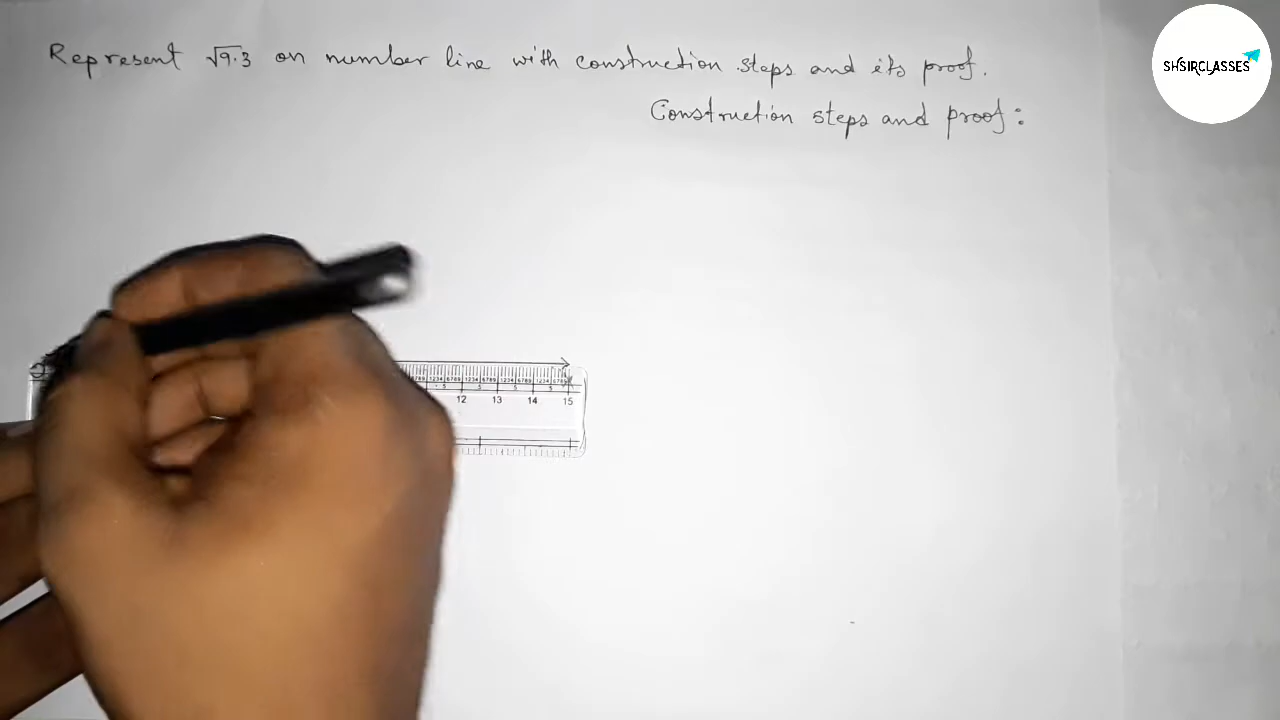 Represent √9.3 on number line with construction steps and its proof.
SHSIRCLASSES
Construction steps and proof:
12 13 14 15